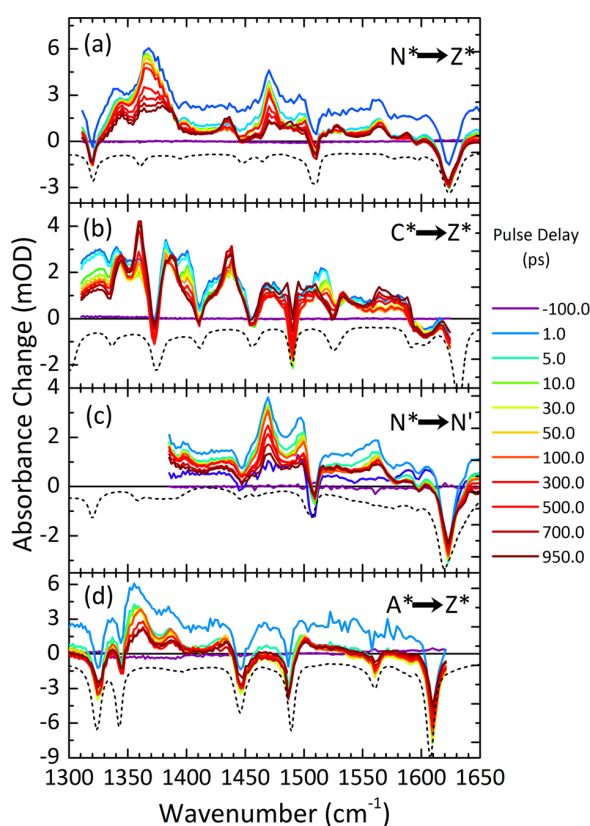 (a)
N*→Z*
6
3
0
-3
(b)
C*→Z*
4
2
0
-2
4
(c)
N*→N'
2
0
-2
(d)
A*→Z*
6
3
0
-3
-6
-9
1300 1350 1400 1450 1500 1550 1600 1650
Wavenumber (cm⁻¹)
Absorbance Change (mOD)
Pulse Delay
(ps)
-100.0
1.0
5.0
10.0
30.0
50.0
100.0
300.0
500.0
700.0
950.0